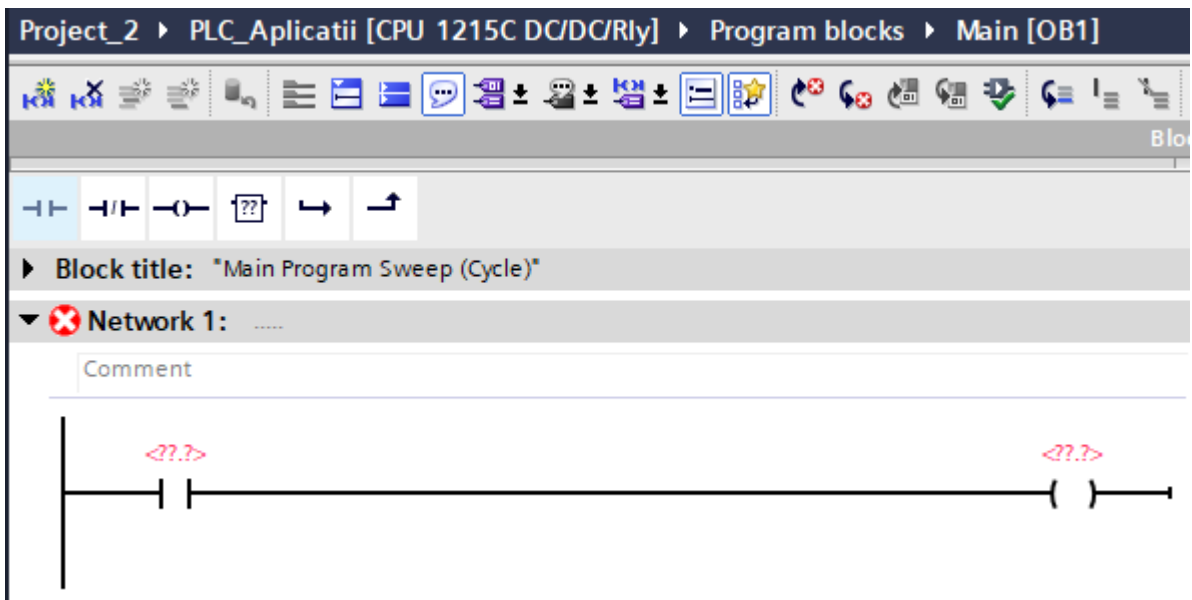 Project_2 ▸ PLC_Aplicatii [CPU 1215C DC/DC/Rly] ▸ Program blocks ▸ Main [OB1]
??
Block title: "Main Program Sweep (Cycle)"
Network 1: .....
Comment
<??.?> <??.?>